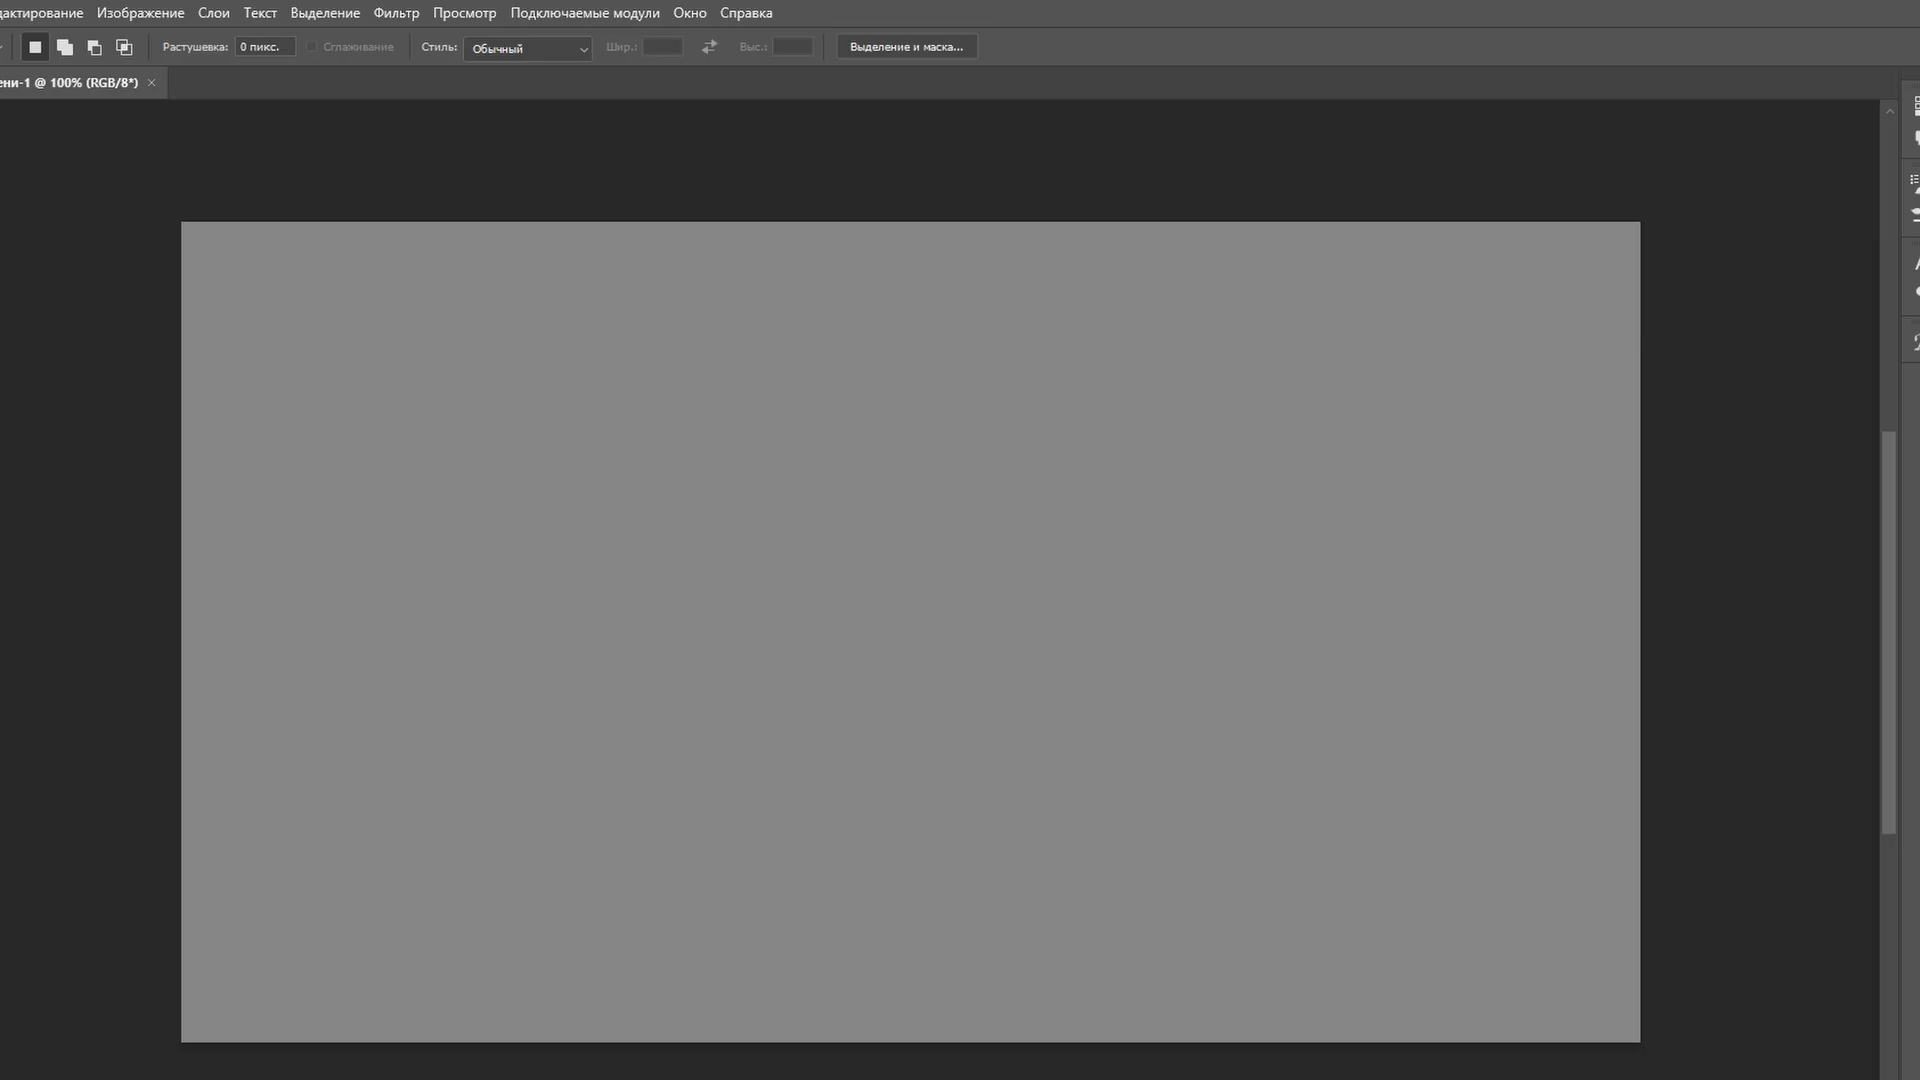 дактирование Изображение Слои Текст Выделение Фильтр Просмотр Подключаемые модули Окно Справка
Растушевка: 0 пикс. Сглаживание Стиль: Обычный Шир.: Выс.: Выделение и маска...
ени-1 @ 100% (RGB/8*) ×